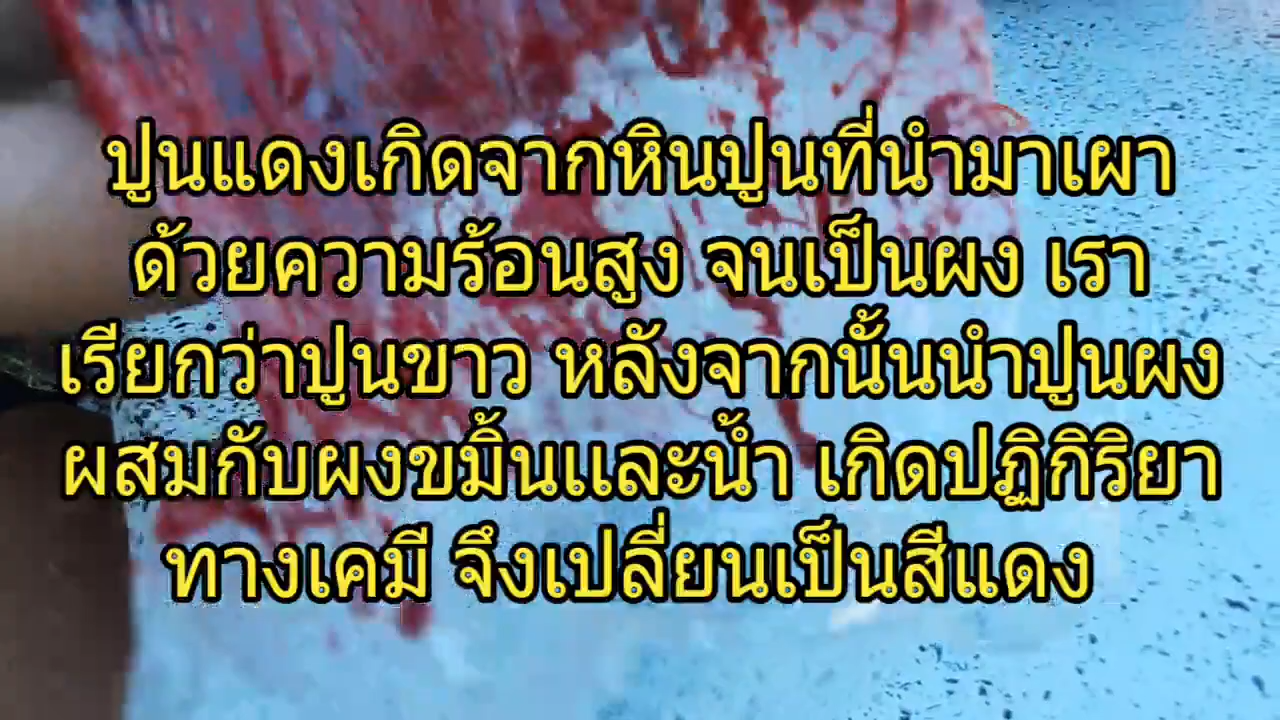 ปูนแดงเกิดจากหินปูนที่นำมาเผา
ด้วยความร้อนสูง จนเป็นผง เรา
เรียกว่าปูนขาว หลังจากนั้นนำปูนผง
ผสมกับผงขมิ้นและน้ำ เกิดปฏิกิริยา
ทางเคมี จึงเปลี่ยนเป็นสีแดง